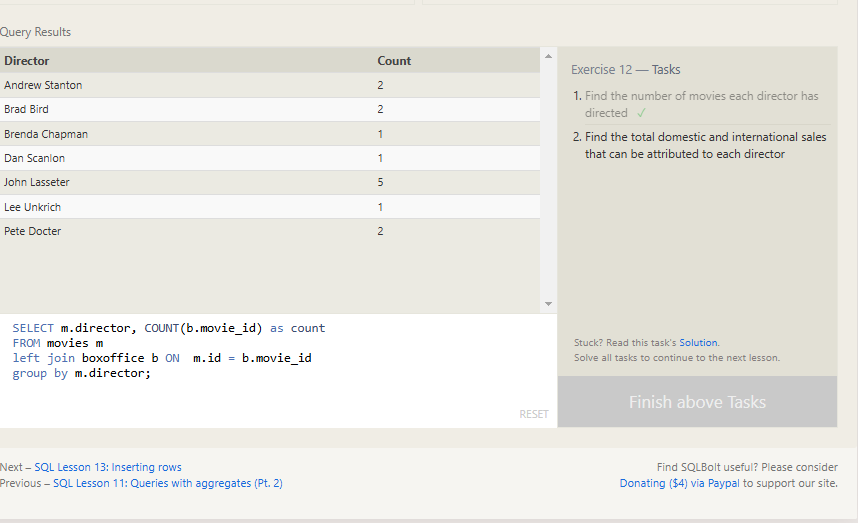 Query Results
Director Count
Andrew Stanton 2
Brad Bird 2
Brenda Chapman 1
Dan Scanlon 1
John Lasseter 5
Lee Unkrich 1
Pete Docter 2
SELECT m.director, COUNT(b.movie_id) as count
FROM movies m
left join boxoffice b ON  m.id = b.movie_id
group by m.director;
RESET
Exercise 12 — Tasks
1. Find the number of movies each director has
directed ✓
2. Find the total domestic and international sales
that can be attributed to each director
Stuck? Read this task's Solution.
Solve all tasks to continue to the next lesson.
Finish above Tasks
Next – SQL Lesson 13: Inserting rows
Previous – SQL Lesson 11: Queries with aggregates (Pt. 2)
Find SQLBolt useful? Please consider
Donating ($4) via Paypal to support our site.